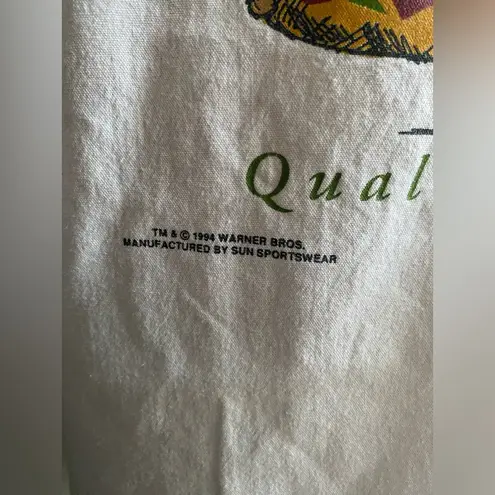 Qual
TM & © 1994 WARNER BROS.
MANUFACTURED BY SUN SPORTSWEAR